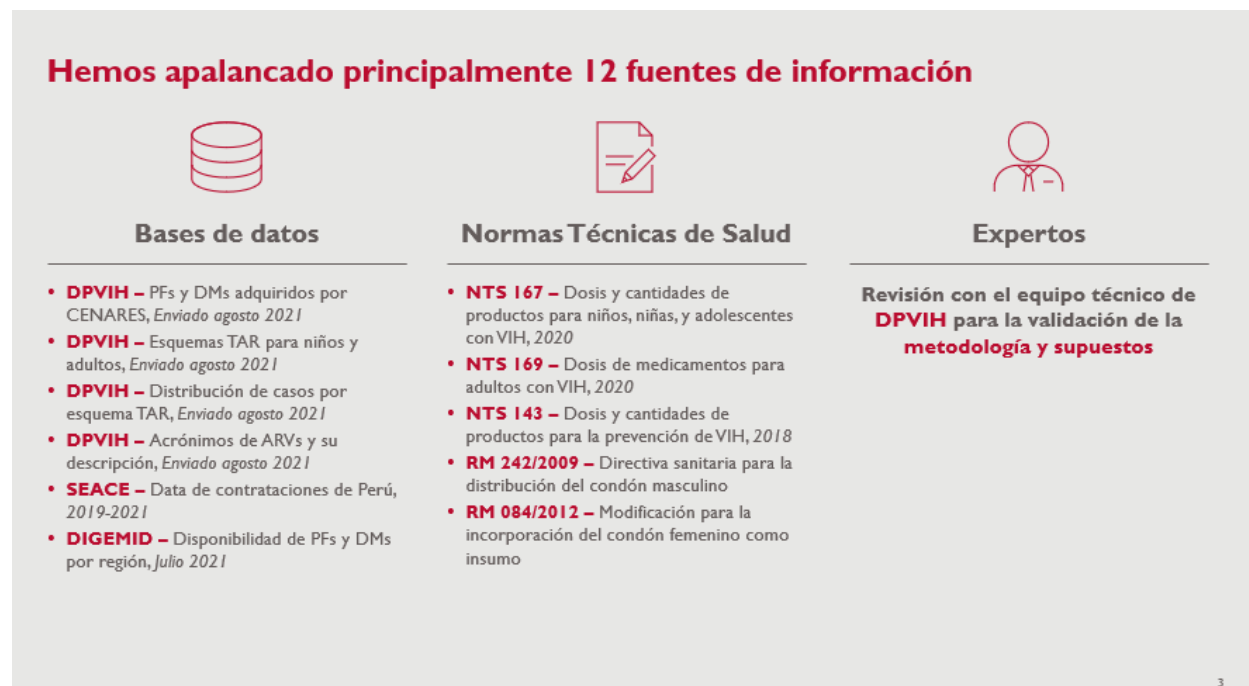 Hemos apalancado principalmente 12 fuentes de información
Bases de datos
• DPVIH – PFs y DMs adquiridos por
CENARES, Enviado agosto 2021
• DPVIH – Esquemas TAR para niños y
adultos, Enviado agosto 2021
• DPVIH – Distribución de casos por
esquema TAR, Enviado agosto 2021
• DPVIH – Acrónimos de ARVs y su
descripción, Enviado agosto 2021
• SEACE – Data de contrataciones de Perú,
2019-2021
• DIGEMID – Disponibilidad de PFs y DMs
por región, Julio 2021
Normas Técnicas de Salud
• NTS 167 – Dosis y cantidades de
productos para niños, niñas, y adolescentes
con VIH, 2020
• NTS 169 – Dosis de medicamentos para
adultos con VIH, 2020
• NTS 143 – Dosis y cantidades de
productos para la prevención de VIH, 2018
• RM 242/2009 – Directiva sanitaria para la
distribución del condón masculino
• RM 084/2012 – Modificación para la
incorporación del condón femenino como
insumo
Expertos
Revisión con el equipo técnico de
DPVIH para la validación de la
metodología y supuestos
3